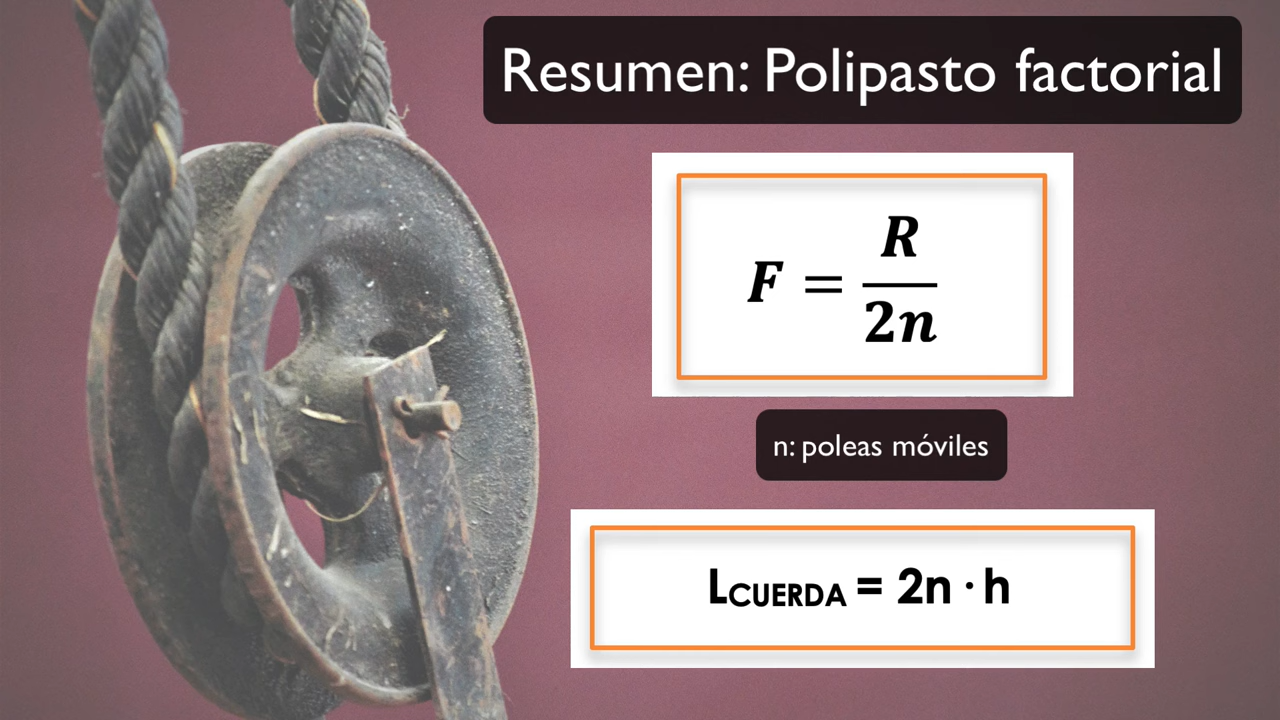 Resumen: Polipasto factorial
F = R/2n
n: poleas móviles
LCUERDA = 2n · h